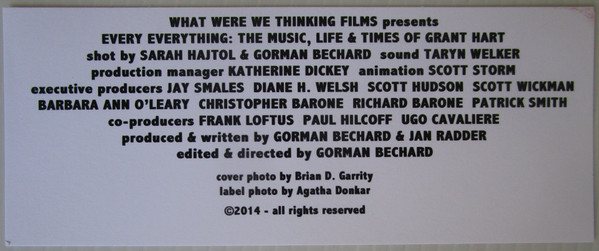 WHAT WERE WE THINKING FILMS presents
EVERY EVERYTHING: THE MUSIC, LIFE & TIMES OF GRANT HART
shot by SARAH HAJTOL & GORMAN BECHARD sound TARYN WELKER
production manager KATHERINE DICKEY animation SCOTT STORM
executive producers JAY SMALES DIANE H. WELSH SCOTT HUDSON SCOTT WICKMAN
BARBARA ANN O'LEARY CHRISTOPHER BARONE RICHARD BARONE PATRICK SMITH
co-producers FRANK LOFTUS PAUL HILCOFF UGO CAVALIERE
produced & written by GORMAN BECHARD & JAN RADDER
edited & directed by GORMAN BECHARD
cover photo by Brian D. Garrity
label photo by Agatha Donkar
©2014 - all rights reserved